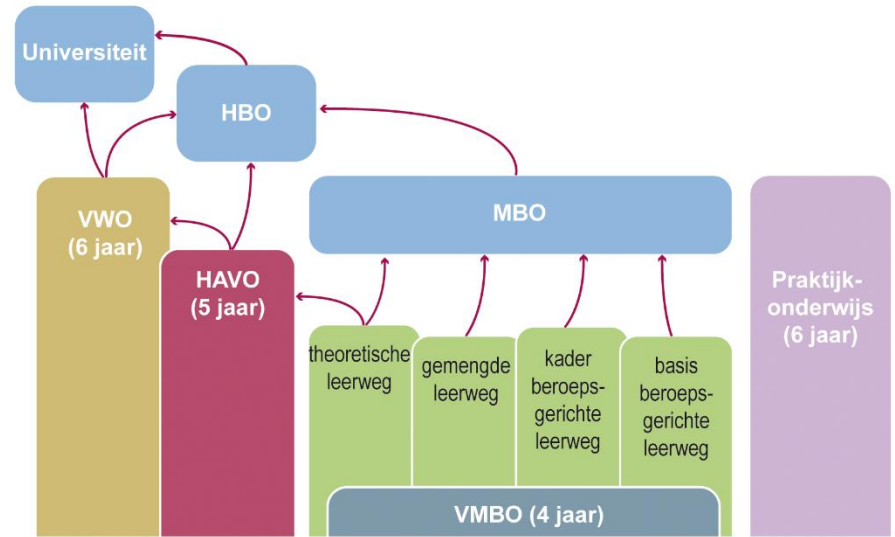 Universiteit
HBO
VWO
(6 jaar)
MBO
HAVO
(5 jaar)
Praktijk-
onderwijs
(6 jaar)
theoretische
leerweg
gemengde
leerweg
kader
beroeps-
gerichte
leerweg
basis
beroeps-
gerichte
leerweg
VMBO (4 jaar)